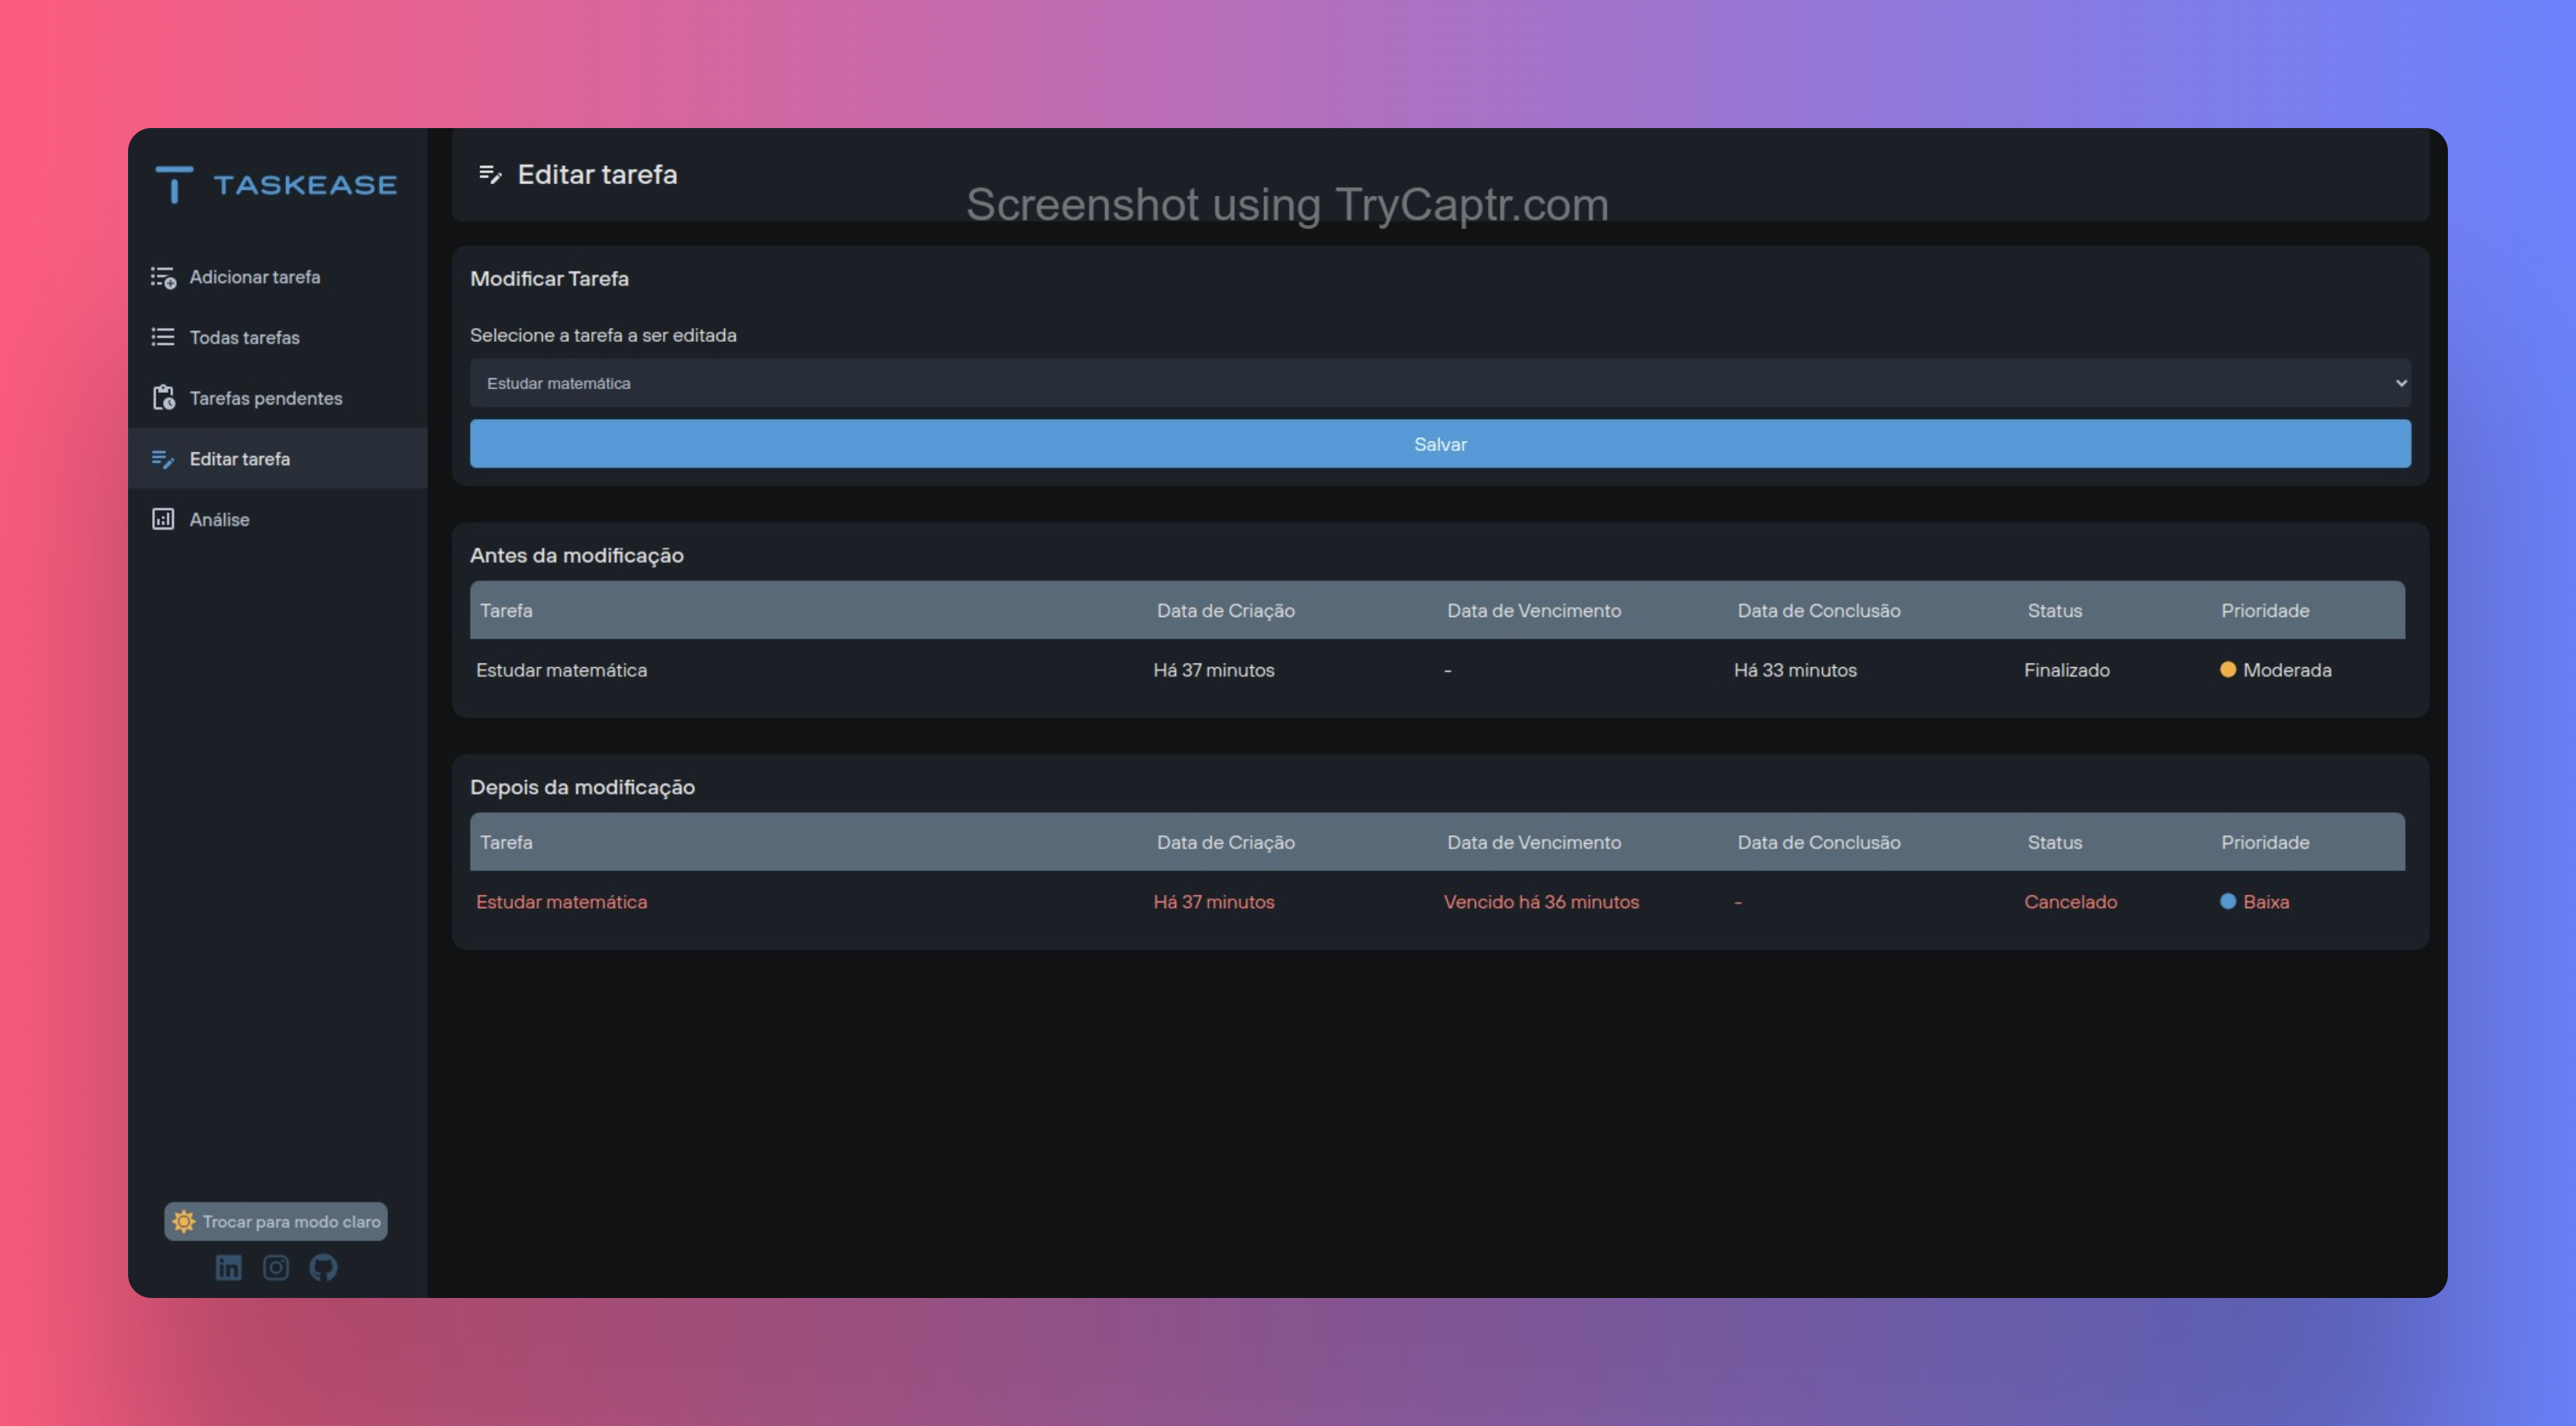 TASKEASE
Adicionar tarefa
Todas tarefas
Tarefas pendentes
Editar tarefa
Análise
Trocar para modo claro
in
Editar tarefa
Screenshot using TryCaptr.com
Modificar Tarefa
Selecione a tarefa a ser editada
Estudar matemática
Salvar
Antes da modificação
Tarefa Data de Criação Data de Vencimento Data de Conclusão Status Prioridade
Estudar matemática Há 37 minutos - Há 33 minutos Finalizado Moderada
Depois da modificação
Tarefa Data de Criação Data de Vencimento Data de Conclusão Status Prioridade
Estudar matemática Há 37 minutos Vencido há 36 minutos - Cancelado Baixa